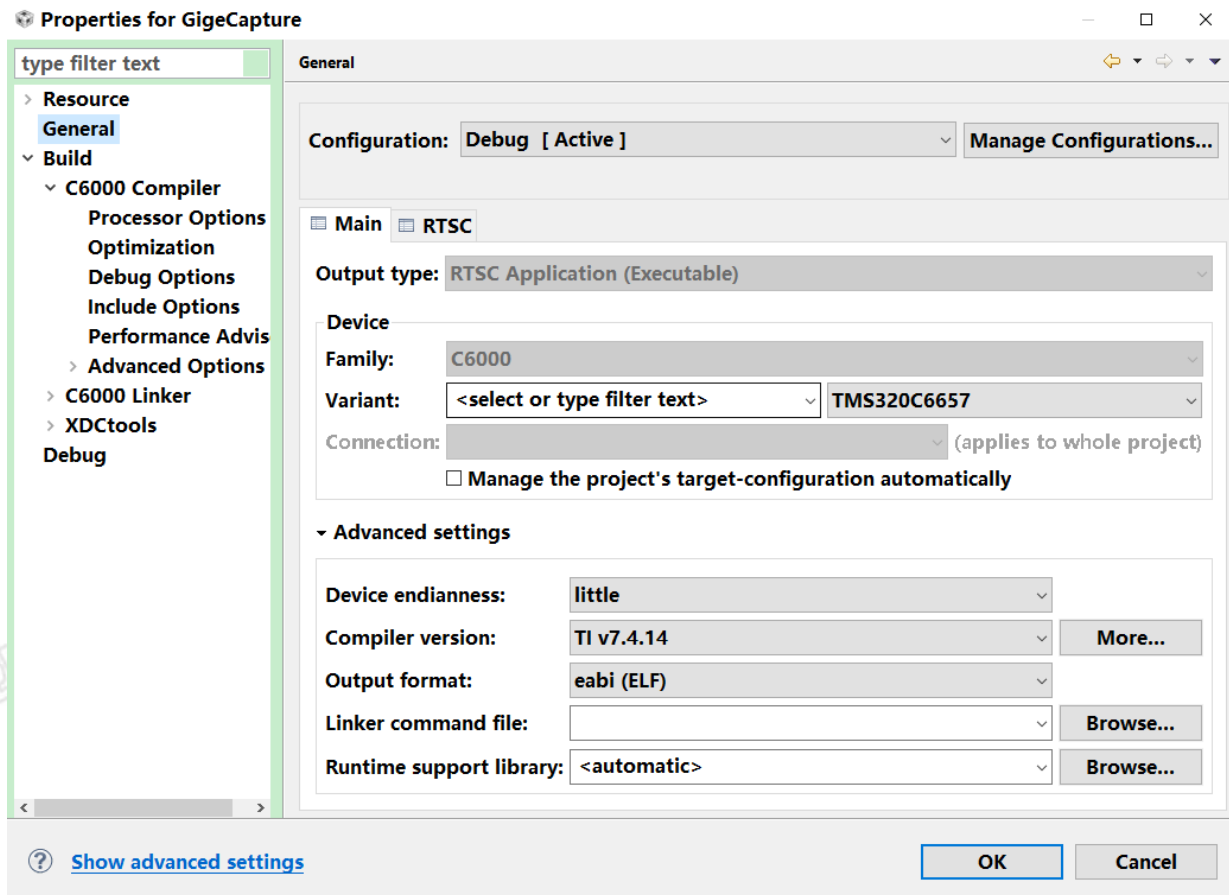 Properties for GigeCapture
type filter text
General
Resource
General
Configuration: Debug [ Active ] Manage Configurations...
Build
C6000 Compiler
Processor Options
Optimization
Debug Options
Include Options
Performance Advis
Advanced Options
C6000 Linker
XDCtools
Debug
Main RTSC
Output type: RTSC Application (Executable)
Device
Family: C6000
Variant: <select or type filter text> TMS320C6657
Connection: (applies to whole project)
Manage the project's target-configuration automatically
Advanced settings
Device endianness: little
Compiler version: TI v7.4.14 More...
Output format: eabi (ELF)
Linker command file: Browse...
Runtime support library: <automatic> Browse...
Show advanced settings OK Cancel